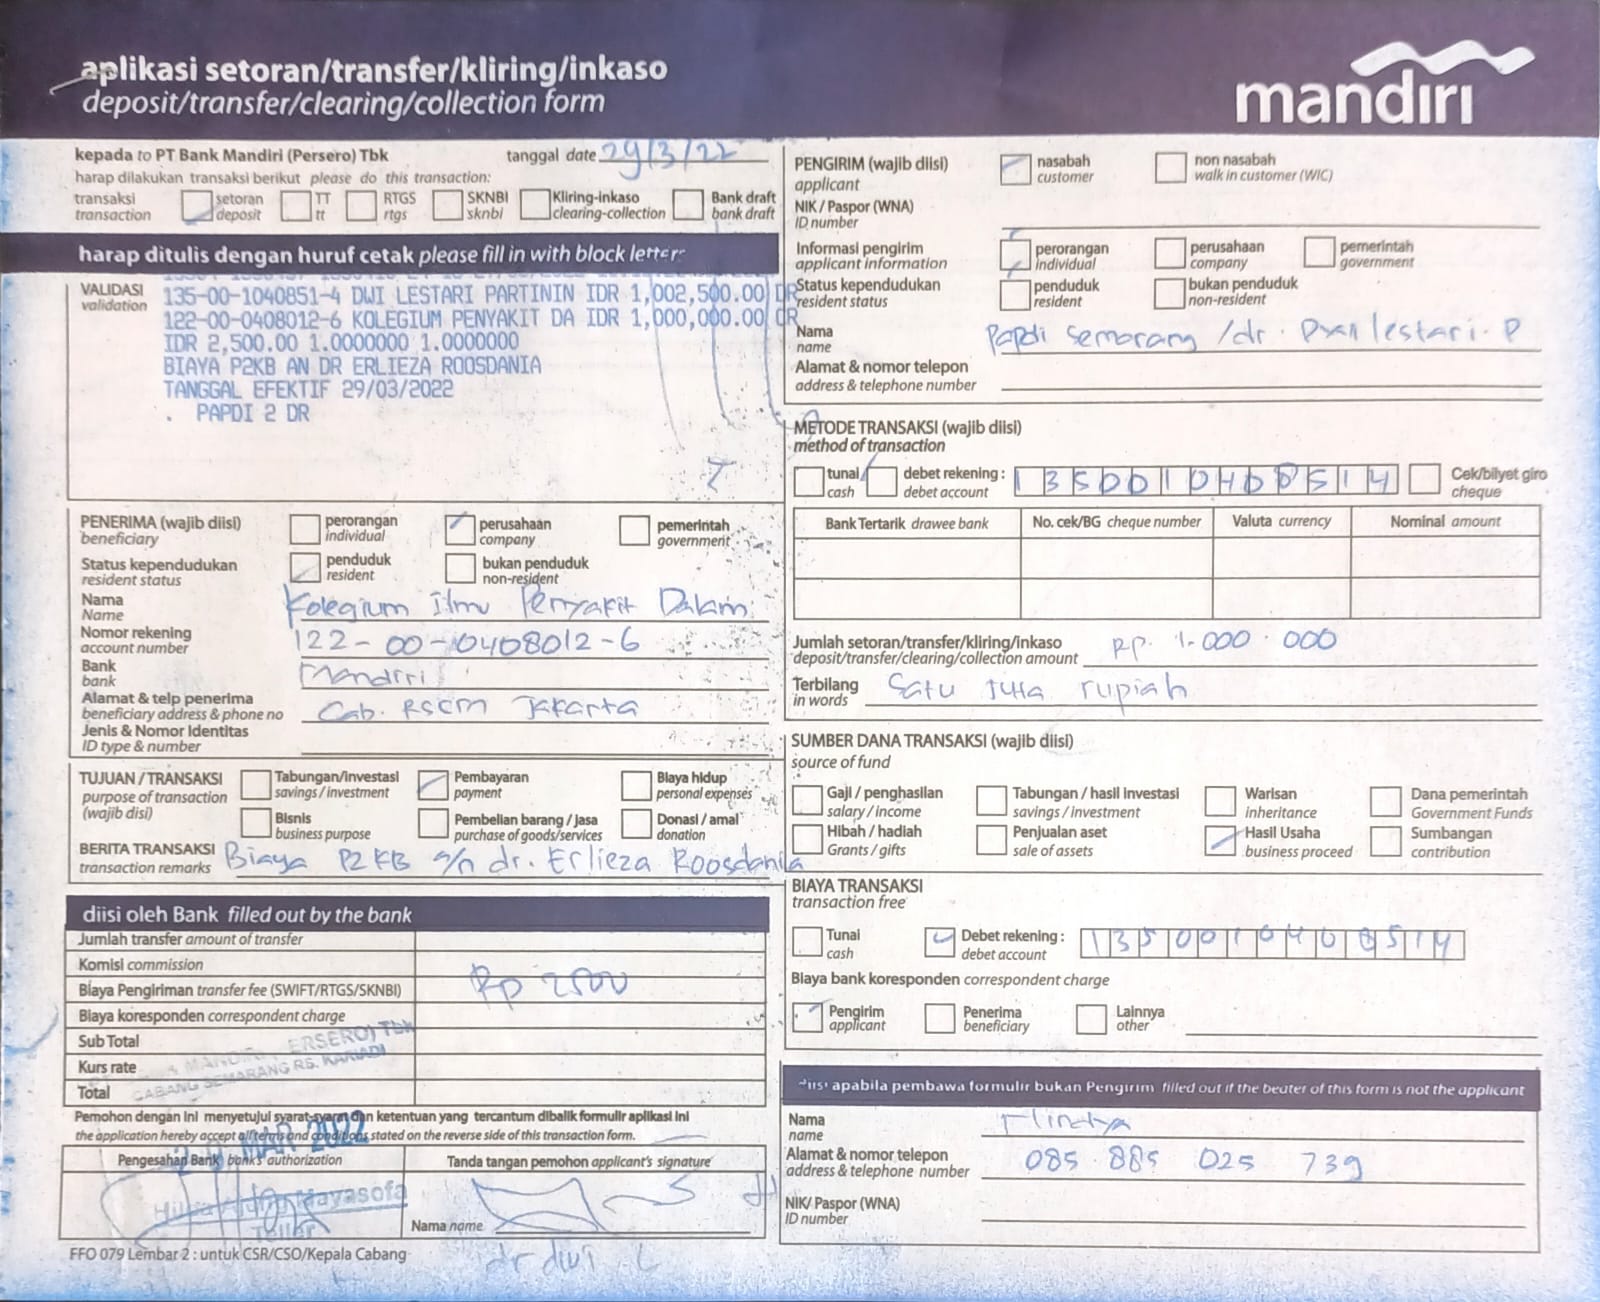 aplikasi setoran/transfer/kliring/inkaso
deposit/transfer/clearing/collection form
mandiri
kepada to PT Bank Mandiri (Persero) Tbk
tanggal date 29/3/22
harap dilakukan transaksi berikut please do this transaction:
transaksi transaction
setoran deposit
TT tt
RTGS rtgs
SKNBI sknbi
Kliring-inkaso clearing-collection
Bank draft bank draft
harap ditulis dengan huruf cetak please fill in with block letters
VALIDASI
validation
135-00-1040851-4 DWI LESTARI PARTININ IDR 1,002,500.00 DR
122-00-0408012-6 KOLEGIUM PENYAKIT DA IDR 1,000,000.00 CR
IDR 2,500.00 1.0000000 1.0000000
BIAYA P2KB AN DR ERLIEZA ROOSDANIA
TANGGAL EFEKTIF 29/03/2022
. PAPDI 2 DR
PENERIMA (wajib diisi)
beneficiary
perorangan individual
perusahaan company
pemerintah government
Status kependudukan
resident status
penduduk resident
bukan penduduk non-resident
Nama
Name
Kolegium Ilmu Penyakit Dalam
Nomor rekening
account number
122-00-0408012-6
Bank
bank
Mandiri
Alamat & telp penerima
beneficiary address & phone no
Cab. RSCM Jakarta
Jenis & Nomor Identitas
ID type & number
TUJUAN / TRANSAKSI
purpose of transaction
(wajib disi)
Tabungan/investasi savings / investment
Pembayaran payment
Biaya hidup personal expenses
Bisnis business purpose
Pembelian barang / Jasa purchase of goods/services
Donasi / amal donation
BERITA TRANSAKSI
transaction remarks
Biaya P2KB a/n dr. Erlieza Roosdania
diisi oleh Bank filled out by the bank
Jumlah transfer amount of transfer
Komisi commission
Biaya Pengiriman transfer fee (SWIFT/RTGS/SKNBI)
Rp 2500
Biaya koresponden correspondent charge
Sub Total
Kurs rate
Total
MANDIRI PERSERO) Tbk
CABANG SEMARANG RS. KARIADI
Pemohon dengan ini menyetujui syarat-syarat dan ketentuan yang tercantum dibalik formulir aplikasi ini
the application hereby accept all terms and conditions stated on the reverse side of this transaction form.
29 MAR 2022
Pengesahan Bank bank's authorization
Tanda tangan pemohon applicant's signature
Teller
Nama name
dr dwi L
FFO 079 Lembar 2 : untuk CSR/CSO/Kepala Cabang
PENGIRIM (wajib diisi)
applicant
nasabah customer
non nasabah walk in customer (WIC)
NIK / Paspor (WNA)
ID number
Informasi pengirim
applicant information
perorangan individual
perusahaan company
pemerintah government
Status kependudukan
resident status
penduduk resident
bukan penduduk non-resident
Nama
name
Papdi Semarang / dr. Dwi lestari. P
Alamat & nomor telepon
address & telephone number
METODE TRANSAKSI (wajib diisi)
method of transaction
tunai cash
debet rekening : debet account
1350010408514
Cek/bilyet giro cheque
Bank Tertarik drawee bank
No. cek/BG cheque number
Valuta currency
Nominal amount
Jumlah setoran/transfer/kliring/inkaso
deposit/transfer/clearing/collection amount
Rp. 1.000.000
Terbilang
in words
Satu Juta rupiah
SUMBER DANA TRANSAKSI (wajib diisi)
source of fund
Gaji / penghasilan salary / income
Tabungan / hasil investasi savings / investment
Warisan inheritance
Dana pemerintah Government Funds
Hibah / hadiah Grants / gifts
Penjualan aset sale of assets
Hasil Usaha business proceed
Sumbangan contribution
BIAYA TRANSAKSI
transaction free
Tunai cash
Debet rekening : debet account
1350010408514
Biaya bank koresponden correspondent charge
Pengirim applicant
Penerima beneficiary
Lainnya other
diisi apabila pembawa formulir bukan Pengirim filled out if the beater of this form is not the applicant
Nama
name
Alamat & nomor telepon
address & telephone number
085 885 025 739
NIK/ Paspor (WNA)
ID number